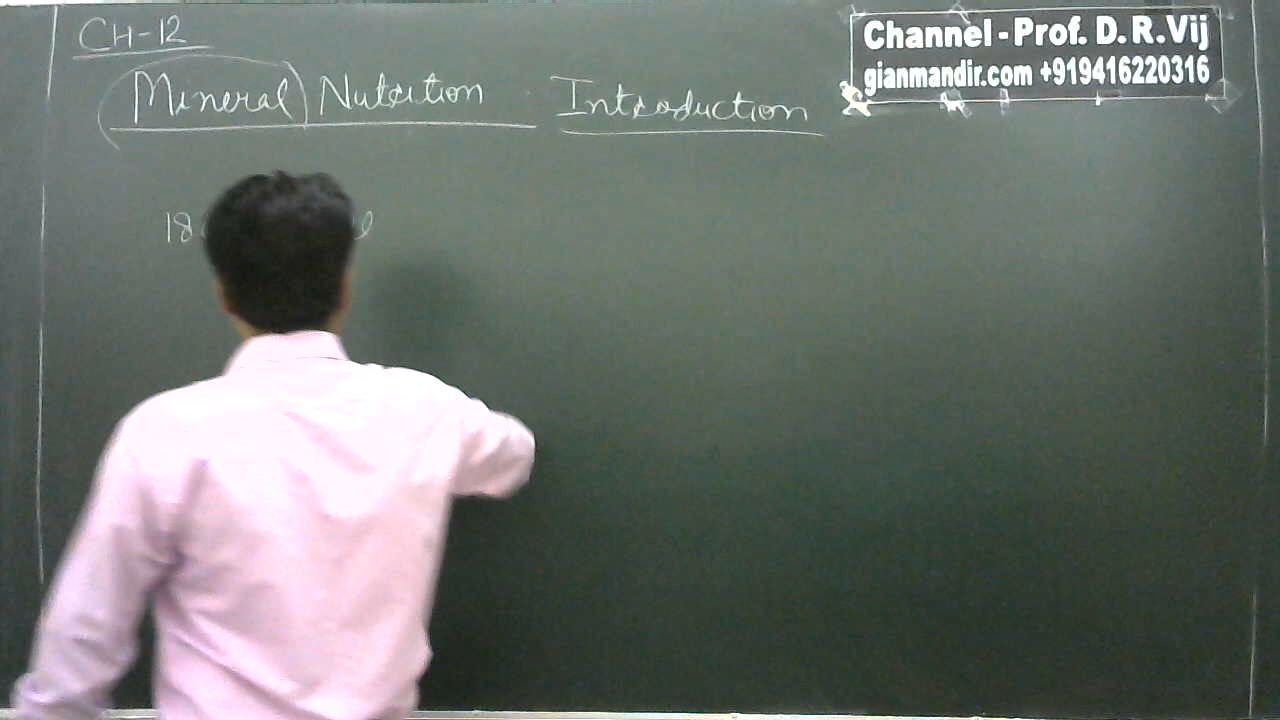 CH-12
Mineral Nutrition Introduction
Channel - Prof. D.R.Vij
gianmandir.com +919416220316
18